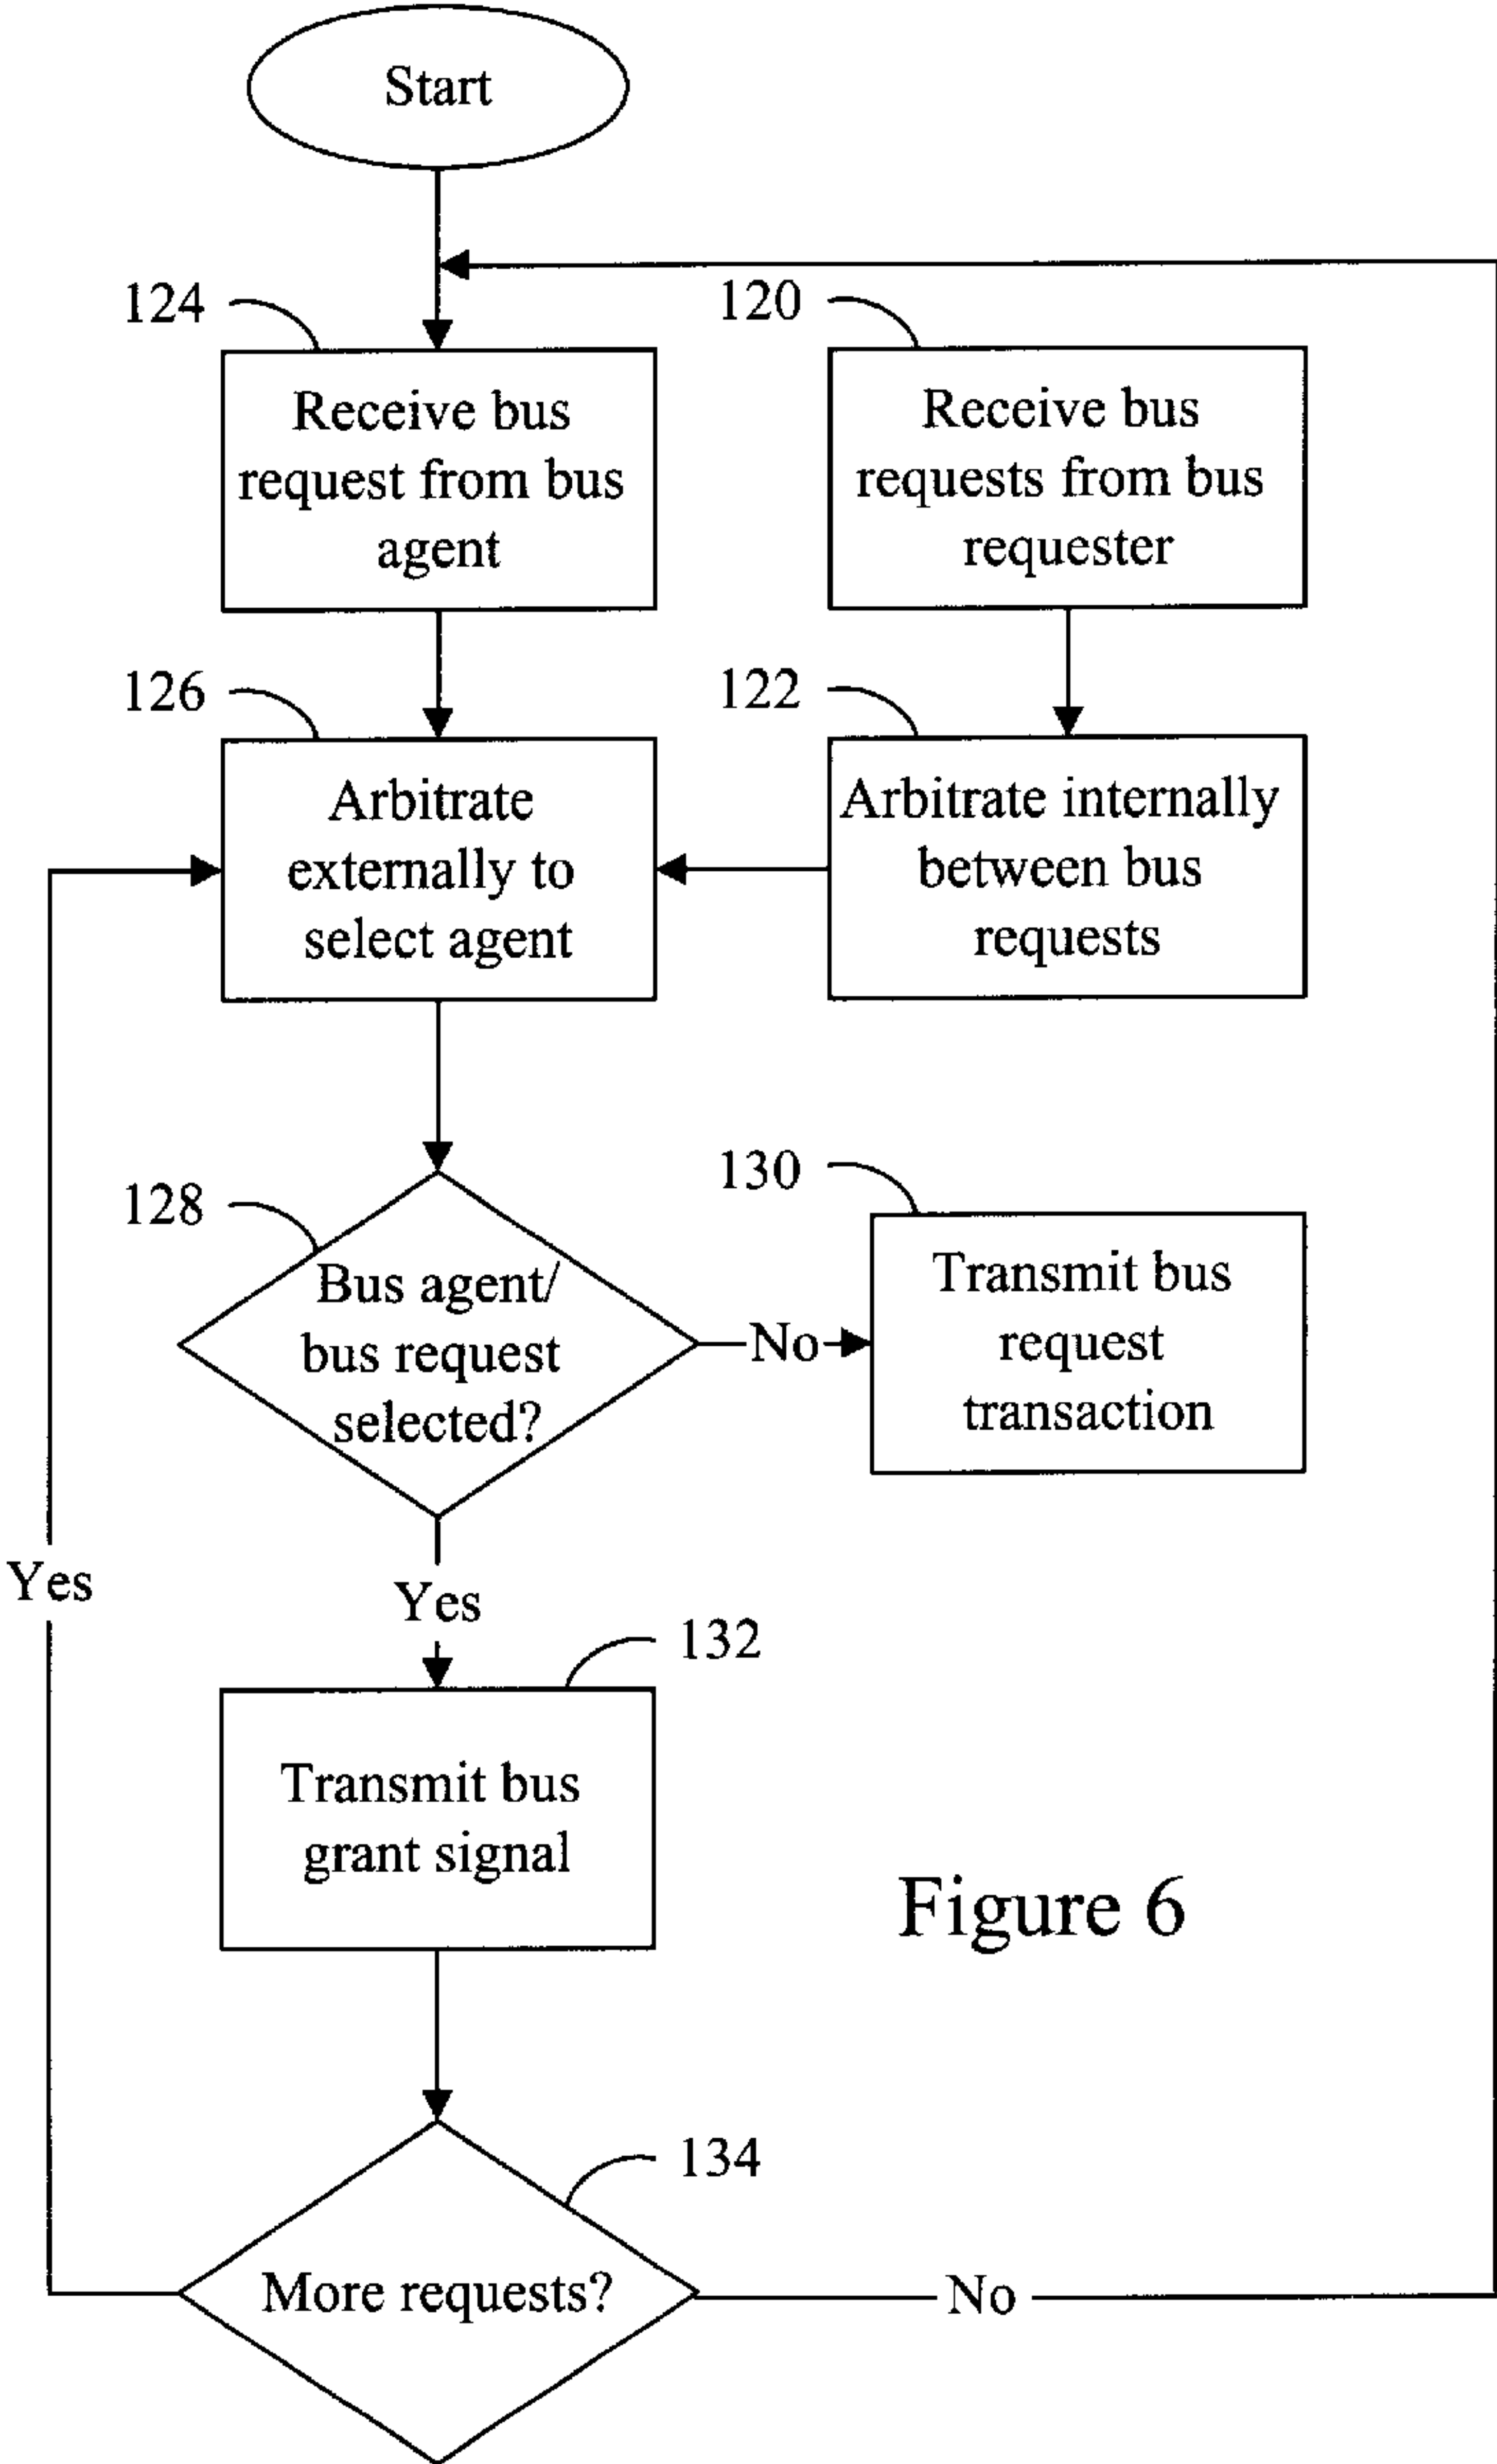 Start
124
120
Receive bus
request from bus
agent
Receive bus
requests from bus
requester
126
122
Arbitrate
externally to
select agent
Arbitrate internally
between bus
requests
128
130
Bus agent/
bus request
selected?
No
Transmit bus
request
transaction
Yes
Yes
132
Transmit bus
grant signal
Figure 6
134
More requests?
No